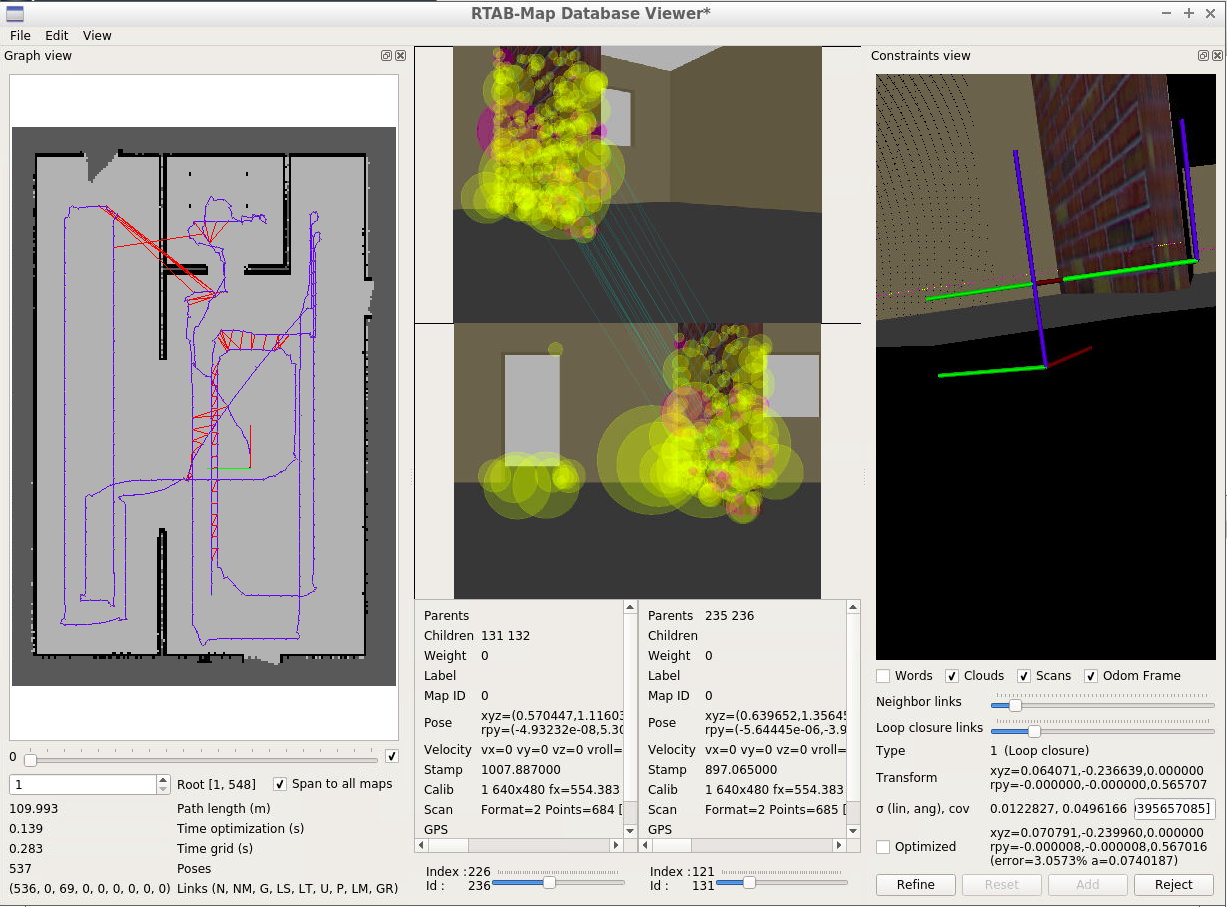 RTAB-Map Database Viewer*
File Edit View
Graph view
0
1
Root [1, 548]
Span to all maps
109.993 Path length (m)
0.139 Time optimization (s)
0.283 Time grid (s)
537 Poses
(536, 0, 69, 0, 0, 0, 0, 0, 0) Links (N, NM, G, LS, LT, U, P, LM, GR)
Parents
Children 131 132
Weight 0
Label
Map ID 0
Pose xyz=(0.570447,1.11603
rpy=(-4.93232e-08,5.30
Velocity vx=0 vy=0 vz=0 vroll=
Stamp 1007.887000
Calib 1 640x480 fx=554.383
Scan Format=2 Points=684 [
GPS
Index : 226
Id : 236
Parents 235 236
Children
Weight 0
Label
Map ID 0
Pose xyz=(0.639652,1.35645
rpy=(-5.64445e-06,-3.9
Velocity vx=0 vy=0 vz=0 vroll=
Stamp 897.065000
Calib 1 640x480 fx=554.383
Scan Format=2 Points=685 [
GPS
Index : 121
Id : 131
Constraints view
Words Clouds Scans Odom Frame
Neighbor links
Loop closure links
Type 1 (Loop closure)
Transform xyz=0.064071,-0.236639,0.000000
rpy=-0.000000,-0.000000,0.565707
σ (lin, ang), cov 0.0122827, 0.0496166 395657085]
Optimized xyz=0.070791,-0.239960,0.000000
rpy=-0.000008,-0.000008,0.567016
(error=3.0573% a=0.0740187)
Refine Reset Add Reject